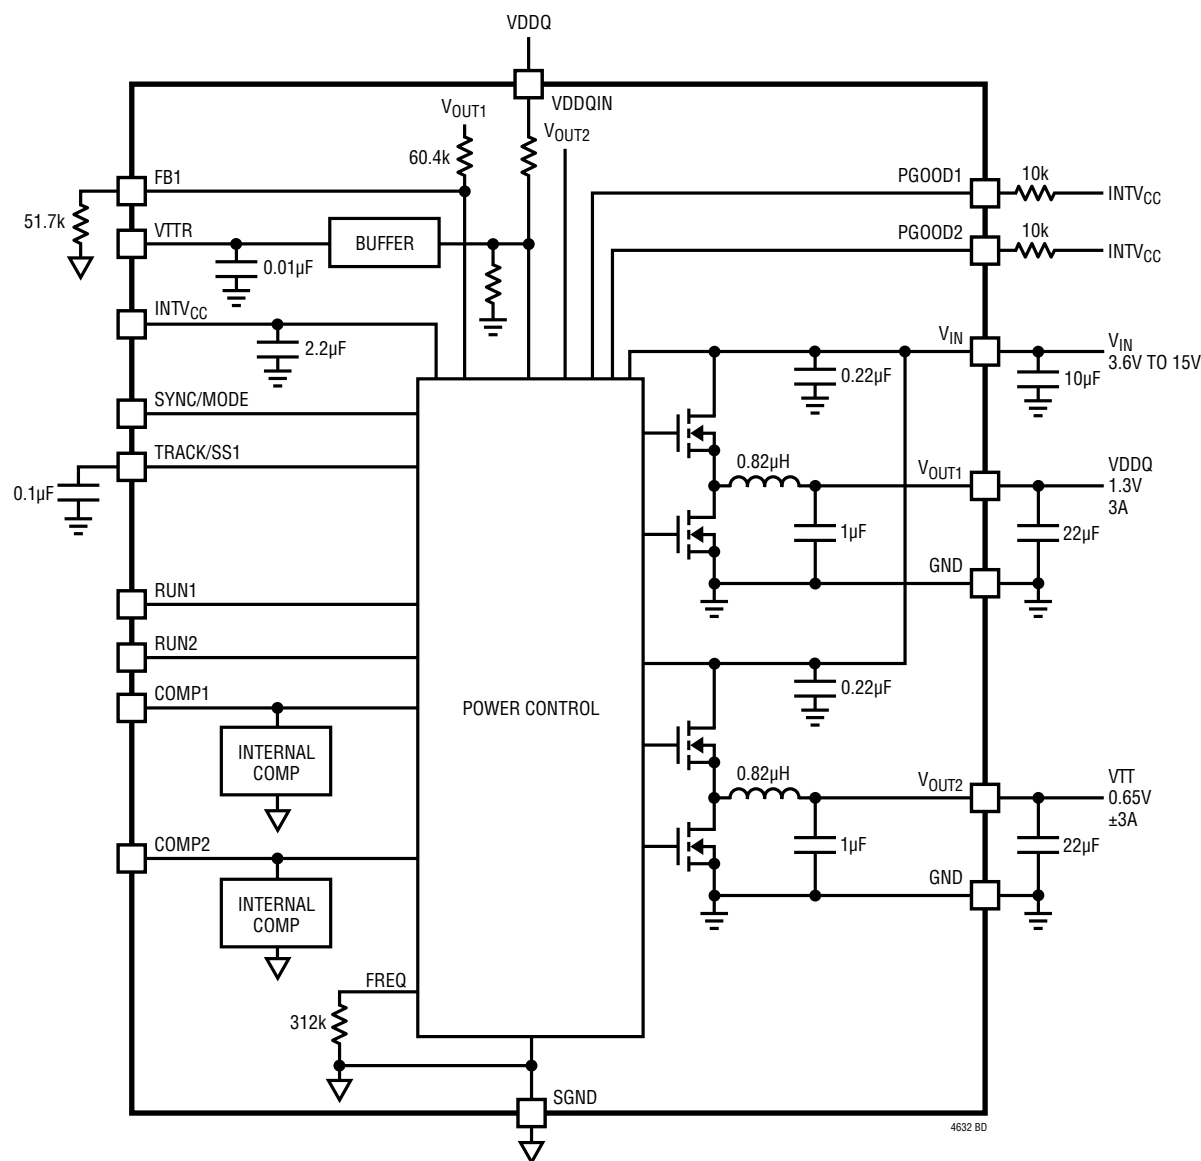 VDDQ
VDDQIN
VOUT1
VOUT2
60.4k
FB1
51.7k
VTTR
BUFFER
0.01µF
PGOOD1
10k
INTVCC
PGOOD2
10k
INTVCC
INTVCC
2.2µF
VIN
VIN
3.6V TO 15V
0.22µF
10µF
SYNC/MODE
TRACK/SS1
0.1µF
0.82µH
VOUT1
VDDQ
1.3V
3A
1µF
22µF
GND
RUN1
RUN2
COMP1
INTERNAL
COMP
POWER CONTROL
0.22µF
0.82µH
VOUT2
VTT
0.65V
±3A
1µF
22µF
GND
COMP2
INTERNAL
COMP
FREQ
312k
SGND
4632 BD